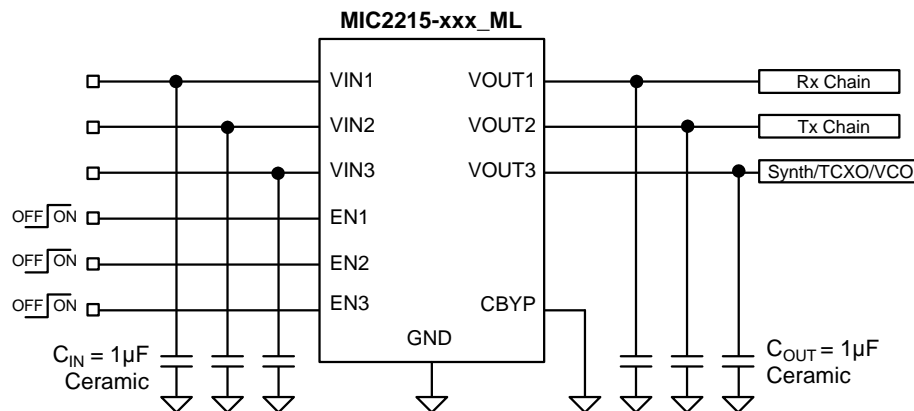 MIC2215-xxx_ML
VIN1 VOUT1 Rx Chain
VIN2 VOUT2 Tx Chain
VIN3 VOUT3 Synth/TCXO/VCO
OFF ON EN1
OFF ON EN2
OFF ON EN3 CBYP
GND
CIN = 1µF
Ceramic
COUT = 1µF
Ceramic